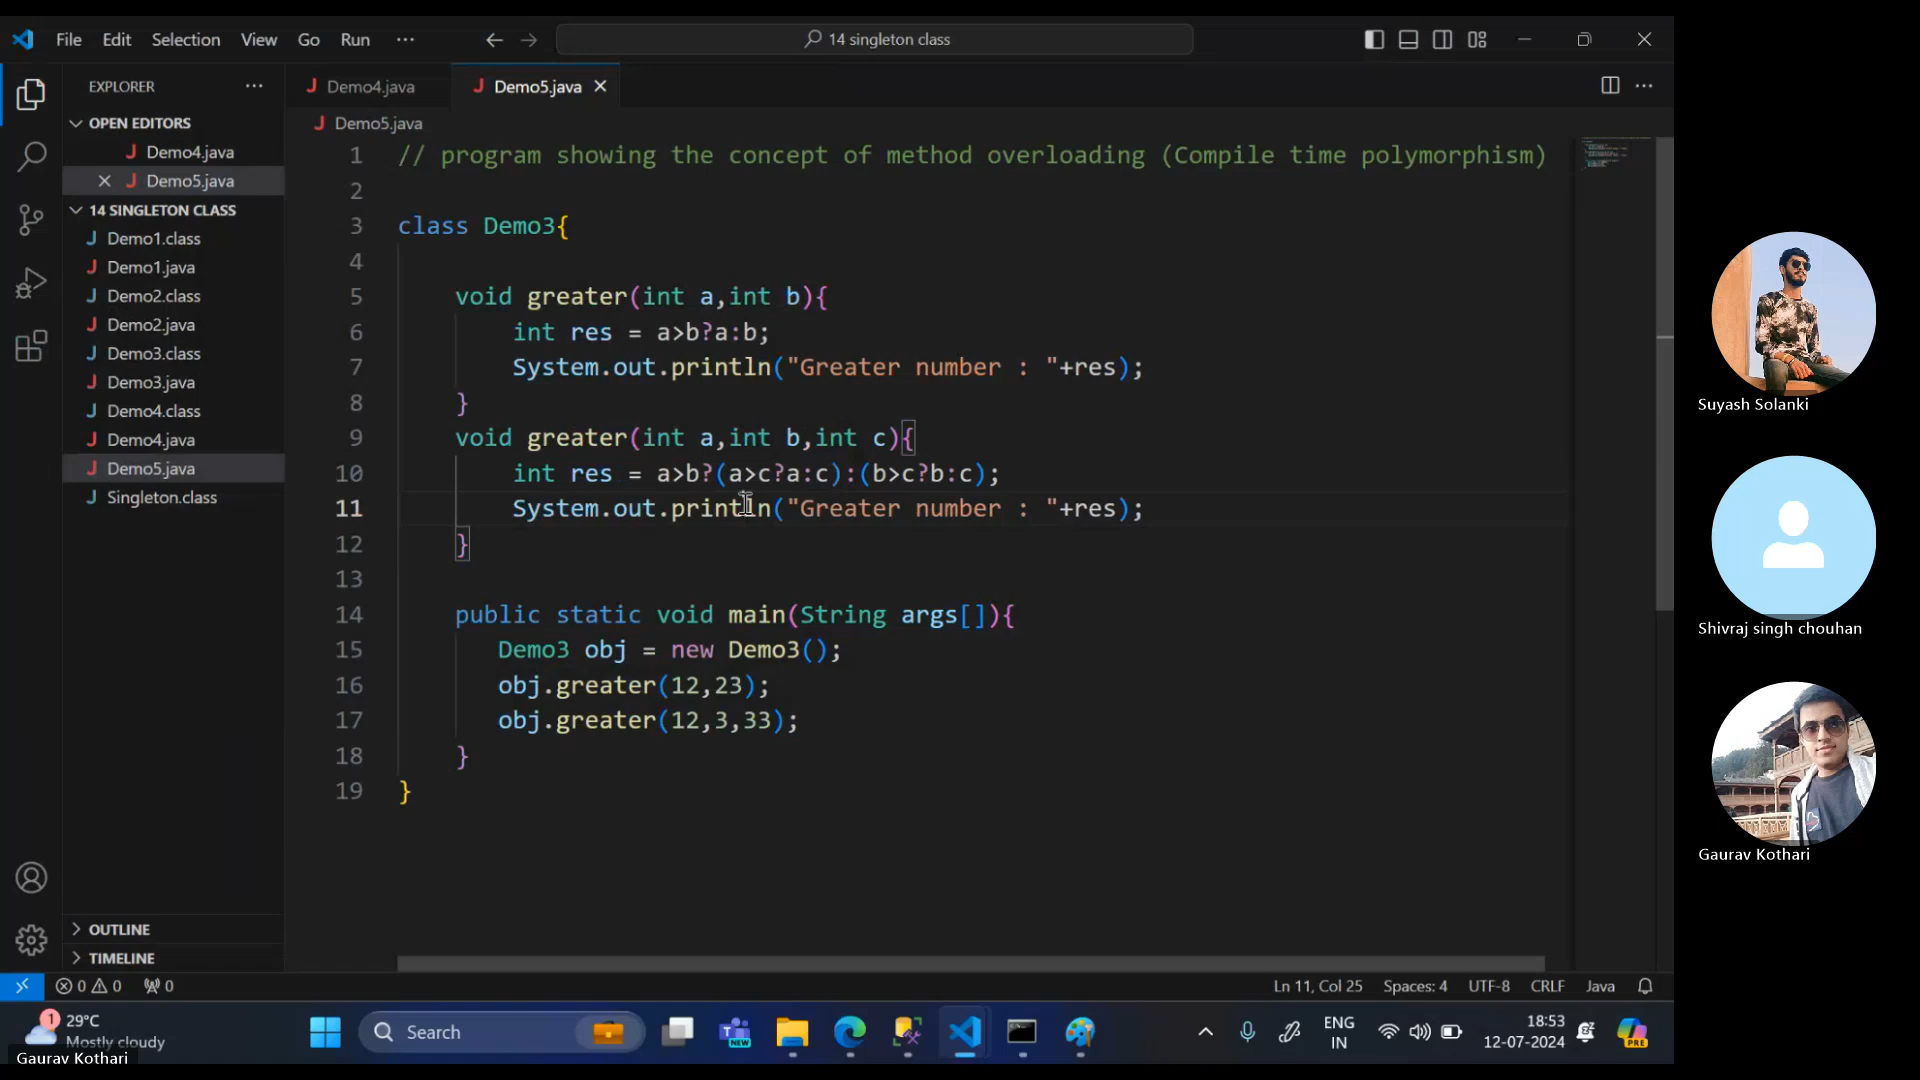 File Edit Selection View Go Run ··· 14 singleton class
EXPLORER ···
OPEN EDITORS
Demo4.java
Demo5.java
14 SINGLETON CLASS
Demo1.class
Demo1.java
Demo2.class
Demo2.java
Demo3.class
Demo3.java
Demo4.class
Demo4.java
Demo5.java
Singleton.class
OUTLINE
TIMELINE
Demo4.java Demo5.java
Demo5.java
1 // program showing the concept of method overloading (Compile time polymorphism)
2
3 class Demo3{
4
5 void greater(int a,int b){
6 int res = a>b?a:b;
7 System.out.println("Greater number : "+res);
8 }
9 void greater(int a,int b,int c){
10 int res = a>b?(a>c?a:c):(b>c?b:c);
11 System.out.println("Greater number : "+res);
12 }
13
14 public static void main(String args[]){
15 Demo3 obj = new Demo3();
16 obj.greater(12,23);
17 obj.greater(12,3,33);
18 }
19 }
0 0 0 Ln 11, Col 25 Spaces: 4 UTF-8 CRLF Java
1 29°C
Mostly cloudy
Search
NEW
ENG
IN
18:53
12-07-2024
PRE
Gaurav Kothari
Suyash Solanki
Shivraj singh chouhan
Gaurav Kothari